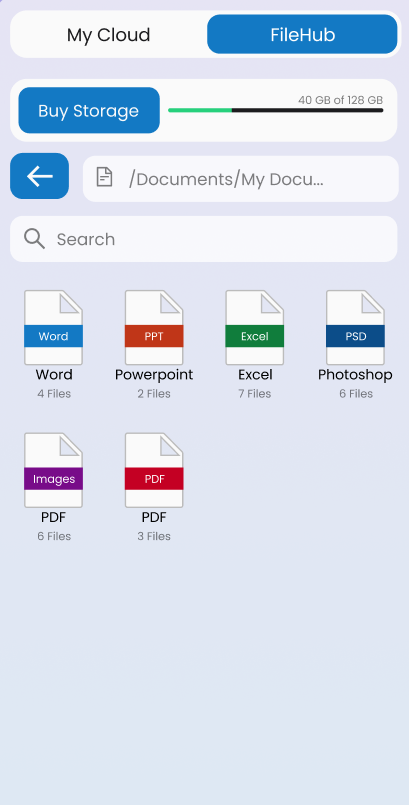 My Cloud
FileHub
Buy Storage
40 GB of 128 GB
/Documents/My Docu...
Search
Word
PPT
Excel
PSD
Word
Powerpoint
Excel
Photoshop
4 Files
2 Files
7 Files
6 Files
Images
PDF
PDF
PDF
6 Files
3 Files